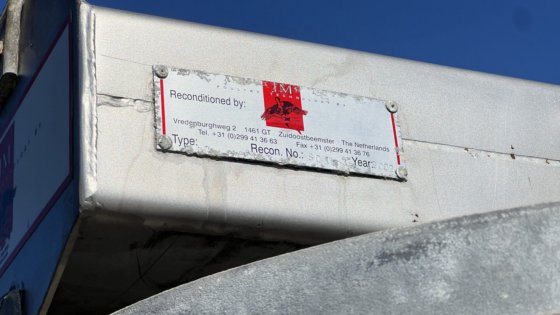 JM
Reconditioned by:
Vredenburghweg 2 1461 GT Zuidoostbeemster The Netherlands
Tel. +31 (0)299 41 36 63 Fax +31 (0)299 41 36 76
Type: Recon. No.: Year: